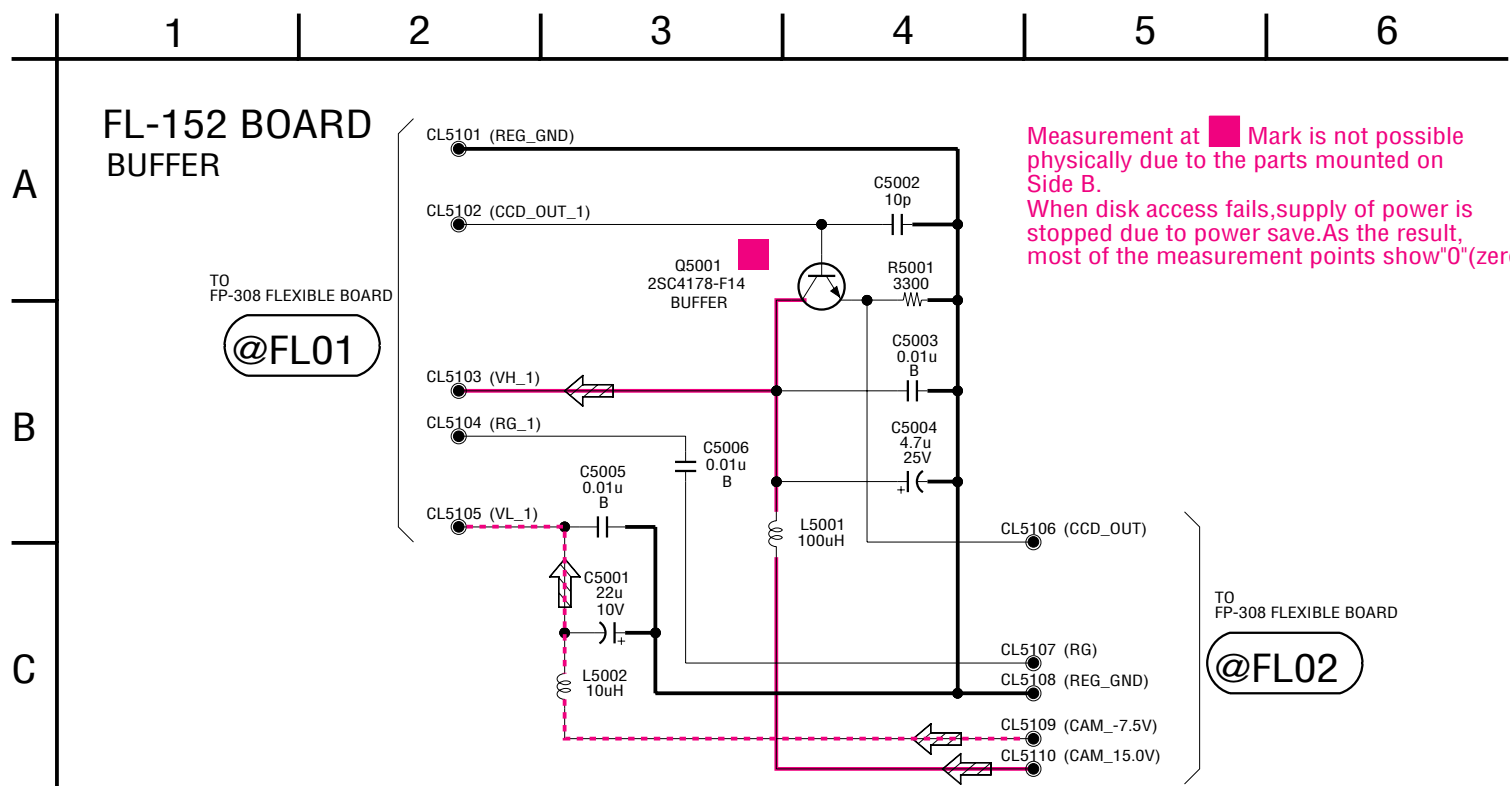 1 2 3 4 5 6
FL-152 BOARD
BUFFER
A
B
C
CL5101 (REG_GND)
CL5102 (CCD_OUT_1)
TO
FP-308 FLEXIBLE BOARD
@FL01
CL5103 (VH_1)
CL5104 (RG_1)
CL5105 (VL_1)
C5002
10p
Q5001
2SC4178-F14
BUFFER
R5001
3300
C5003
0.01u
B
C5004
4.7u
25V
+
C5006
0.01u
B
C5005
0.01u
B
L5001
100uH
C5001
22u
10V
+
L5002
10uH
Measurement at Mark is not possible
physically due to the parts mounted on
Side B.
When disk access fails,supply of power is
stopped due to power save.As the result,
most of the measurement points show"0"(zer
CL5106 (CCD_OUT)
TO
FP-308 FLEXIBLE BOARD
@FL02
CL5107 (RG)
CL5108 (REG_GND)
CL5109 (CAM_-7.5V)
CL5110 (CAM_15.0V)